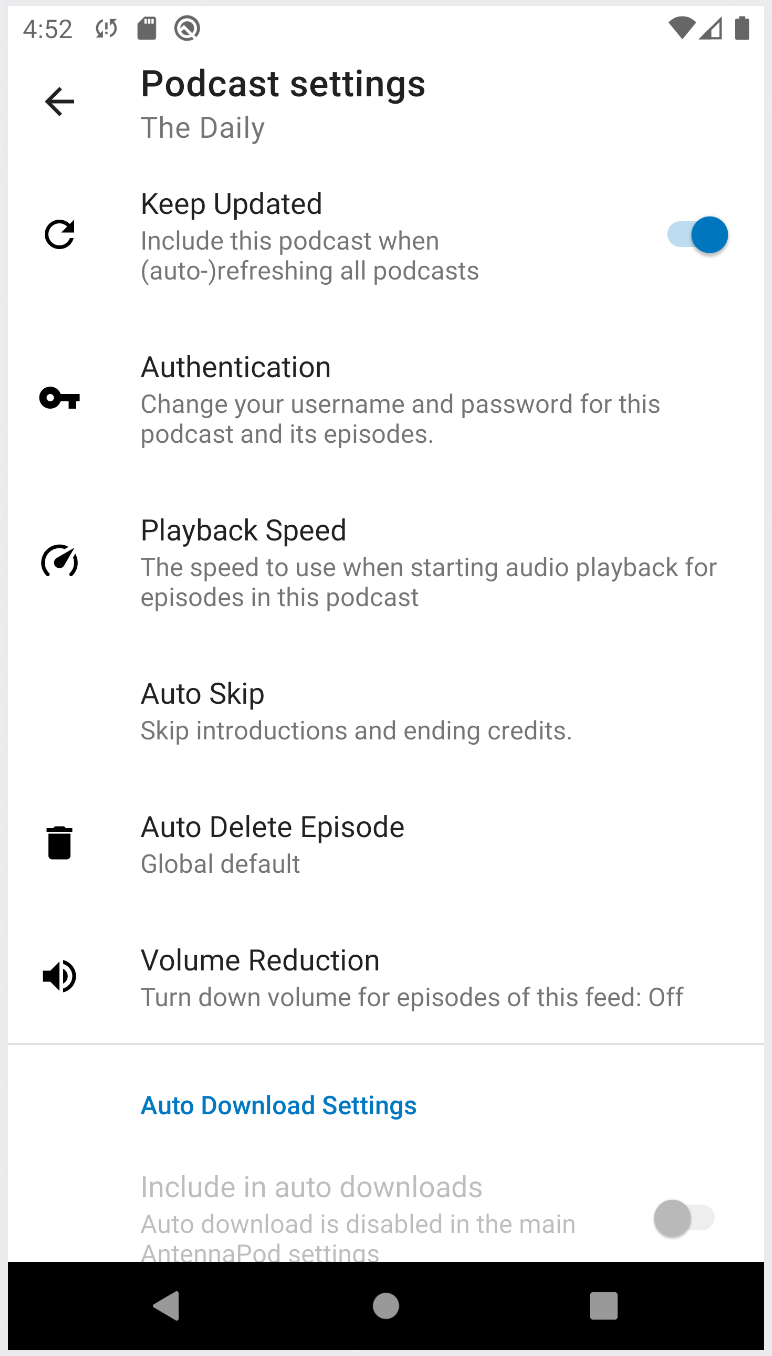 4:52
Podcast settings
The Daily
Keep Updated
Include this podcast when
(auto-)refreshing all podcasts
Authentication
Change your username and password for this
podcast and its episodes.
Playback Speed
The speed to use when starting audio playback for
episodes in this podcast
Auto Skip
Skip introductions and ending credits.
Auto Delete Episode
Global default
Volume Reduction
Turn down volume for episodes of this feed: Off
Auto Download Settings
Include in auto downloads
Auto download is disabled in the main
AntennaPod settings